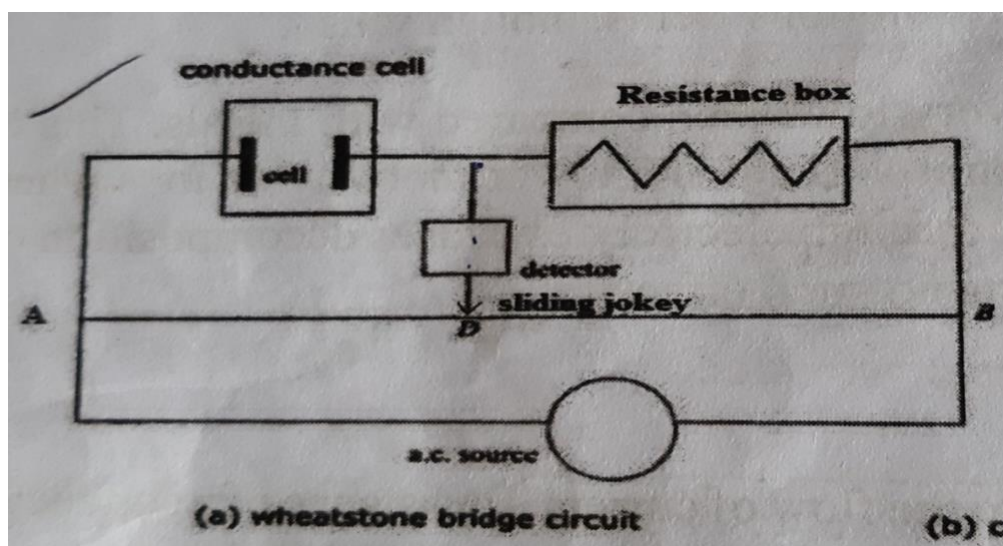 conductance cell
Resistance box
cell
detector
sliding jokey
A
B
D
a.c. source
(a) wheatstone bridge circuit
(b) c